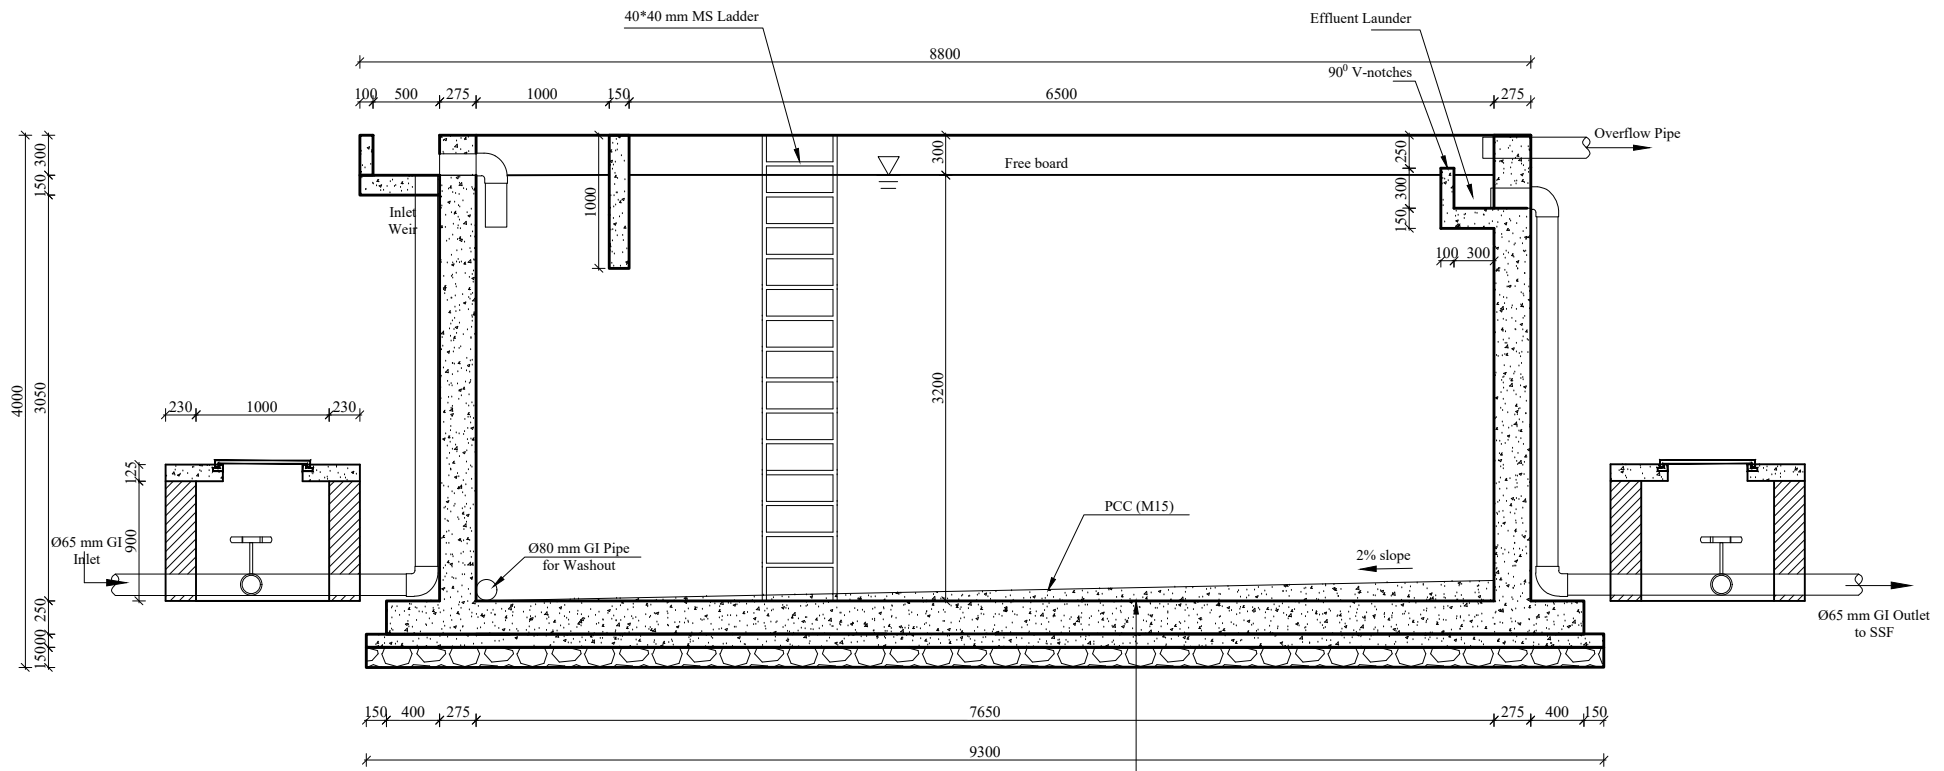 40*40 mm MS Ladder
Effluent Launder
8800
90⁰ V-notches
100
500
275
1000
150
6500
275
Overflow Pipe
300
300
250
Free board
150
1000
300
Inlet
Weir
150
100
300
4000
3050
3200
230
1000
230
125
900
PCC (M15)
Ø65 mm GI
Inlet
Ø80 mm GI Pipe
for Washout
2% slope
250
Ø65 mm GI Outlet
to SSF
150
150
400
275
7650
275
400
150
9300